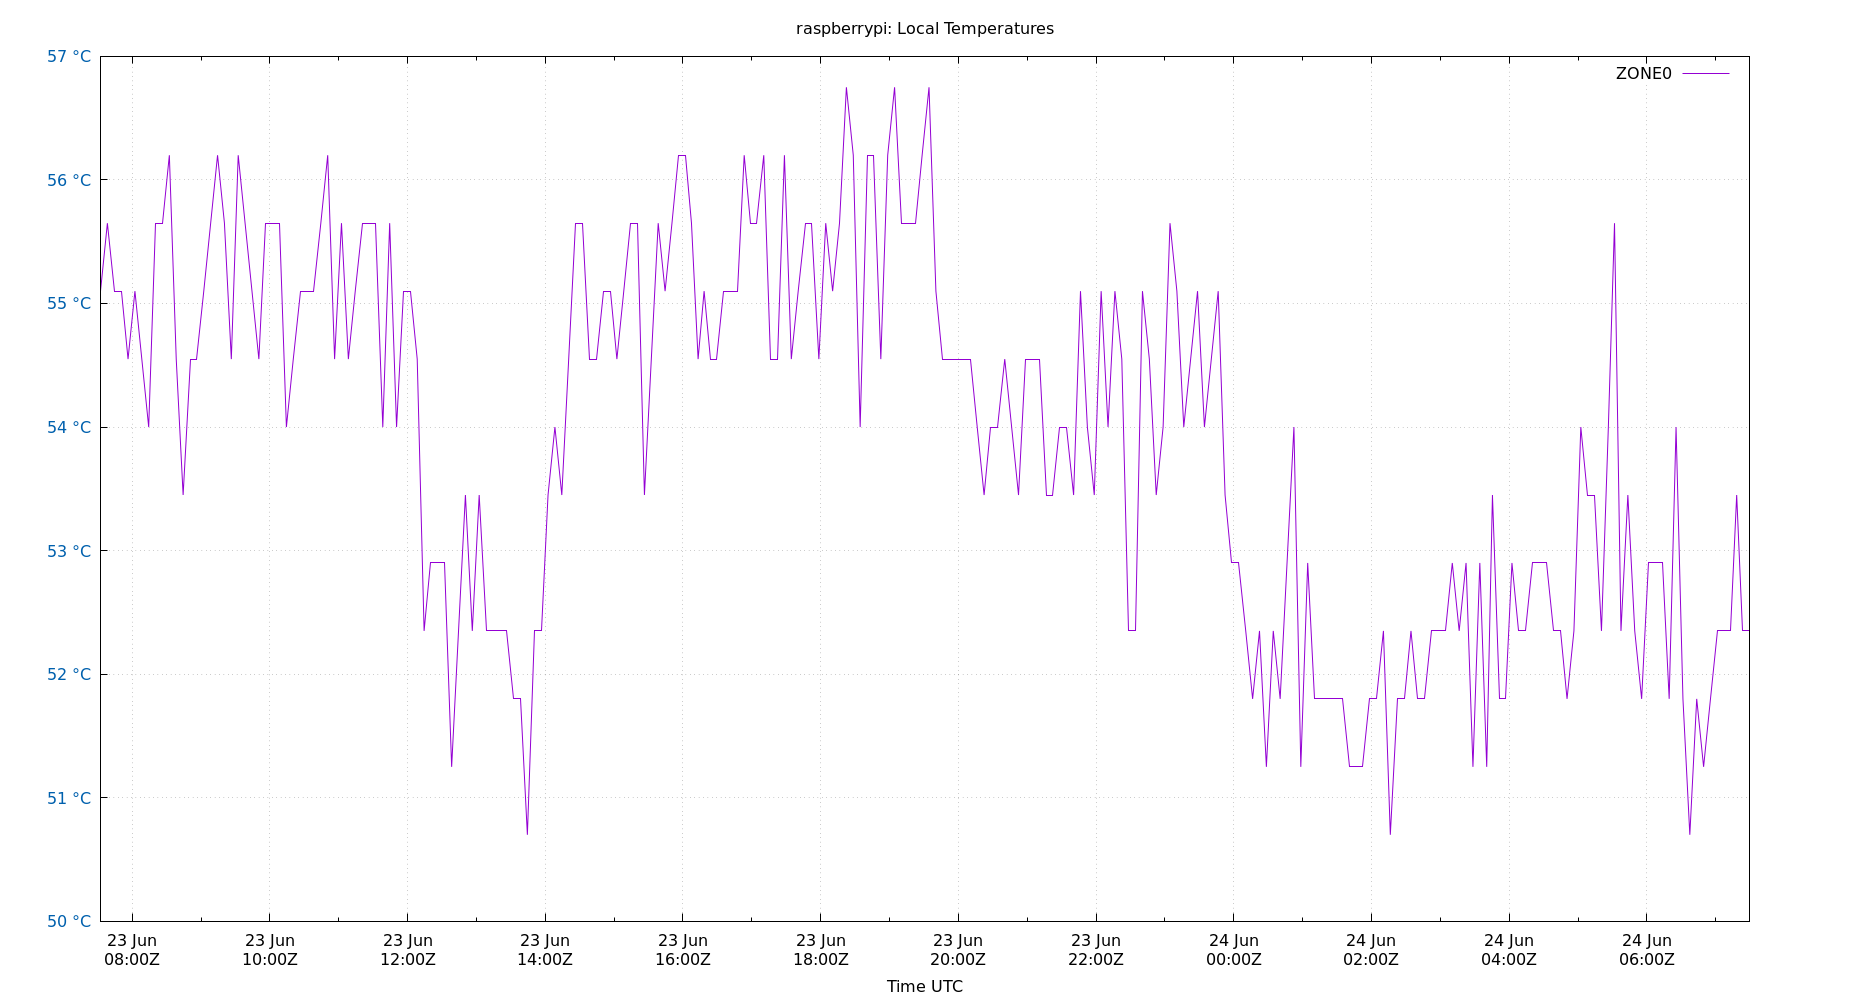 raspberrypi: Local Temperatures
57 °C
ZONE0
56 °C
55 °C
54 °C
53 °C
52 °C
51 °C
50 °C
23 Jun 23 Jun 23 Jun 23 Jun 23 Jun 23 Jun 23 Jun 23 Jun 24 Jun 24 Jun 24 Jun 24 Jun
08:00Z 10:00Z 12:00Z 14:00Z 16:00Z 18:00Z 20:00Z 22:00Z 00:00Z 02:00Z 04:00Z 06:00Z
Time UTC